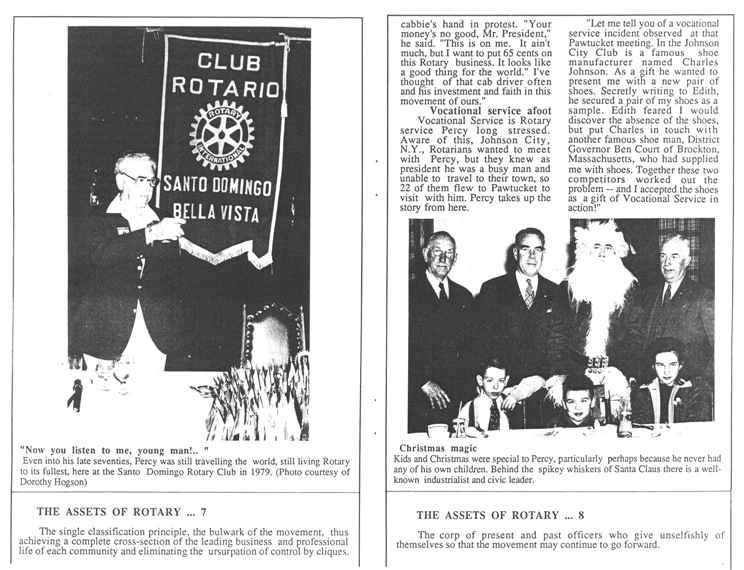 CLUB
ROTARIO
ROTARY
INTERNATIONAL
SANTO DOMINGO
BELLA VISTA
"Now you listen to me, young man!.. "
Even into his late seventies, Percy was still travelling the world, still living Rotary
to its fullest, here at the Santo Domingo Rotary Club in 1979. (Photo courtesy of
Dorothy Hogson)
THE ASSETS OF ROTARY ... 7
The single classification principle, the bulwark of the movement, thus
achieving a complete cross-section of the leading business and professional
life of each community and eliminating the ursurpation of control by cliques.
cabbie's hand in protest. "Your
money's no good, Mr. President,"
he said. "This is on me. It ain't
much, but I want to put 65 cents on
this Rotary business. It looks like
a good thing for the world." I've
thought of that cab driver often
and his investment and faith in this
movement of ours."
Vocational service afoot
Vocational Service is Rotary
service Percy long stressed.
Aware of this, Johnson City,
N.Y., Rotarians wanted to meet
with Percy, but they knew as
president he was a busy man and
unable to travel to their town, so
22 of them flew to Pawtucket to
visit with him. Percy takes up the
story from here.
"Let me tell you of a vocational
service incident observed at that
Pawtucket meeting. In the Johnson
City Club is a famous shoe
manufacturer named Charles
Johnson. As a gift he wanted to
present me with a new pair of
shoes. Secretly writing to Edith,
he secured a pair of my shoes as a
sample. Edith feared I would
discover the absence of the shoes,
but put Charles in touch with
another famous shoe man, District
Governor Ben Court of Brockton,
Massachusetts, who had supplied
me with shoes. Together these two
competitors worked out the
problem -- and I accepted the shoes
as a gift of Vocational Service in
action!"
Christmas magic
Kids and Christmas were special to Percy, particularly perhaps because he never had
any of his own children. Behind the spikey whiskers of Santa Claus there is a well-
known industrialist and civic leader.
THE ASSETS OF ROTARY ... 8
The corp of present and past officers who give unselfishly of
themselves so that the movement may continue to go forward.